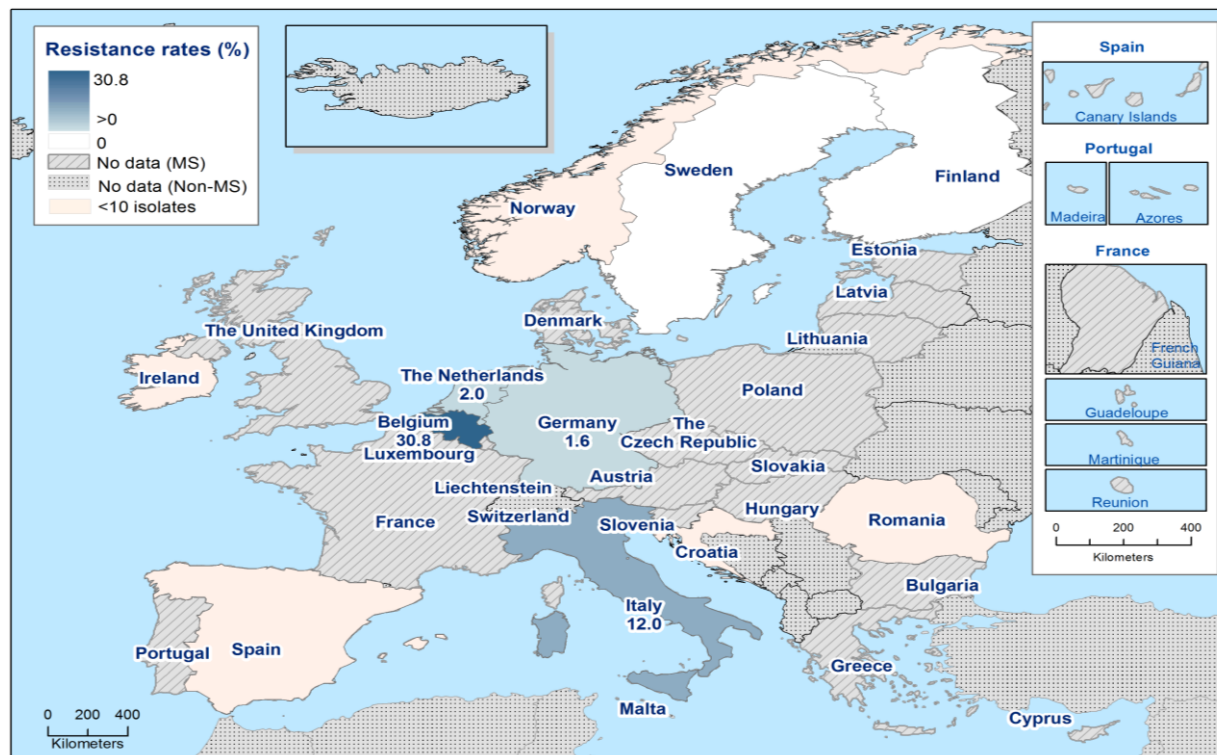 Resistance rates (%)
30.8
>0
0
No data (MS)
No data (Non-MS)
<10 isolates
Spain
Canary Islands
Portugal
Madeira
Azores
France
French
Guiana
Guadeloupe
Martinique
Reunion
0 200 400
Kilometers
Sweden
Finland
Norway
Estonia
Latvia
Denmark
Lithuania
The United Kingdom
Ireland
The Netherlands
2.0
Poland
Belgium
30.8
Luxembourg
Germany
1.6
The
Czech Republic
Slovakia
Austria
Liechtenstein
Hungary
Switzerland
France
Slovenia
Romania
Croatia
Bulgaria
Italy
12.0
Portugal
Spain
Greece
Malta
Cyprus
0 200 400
Kilometers